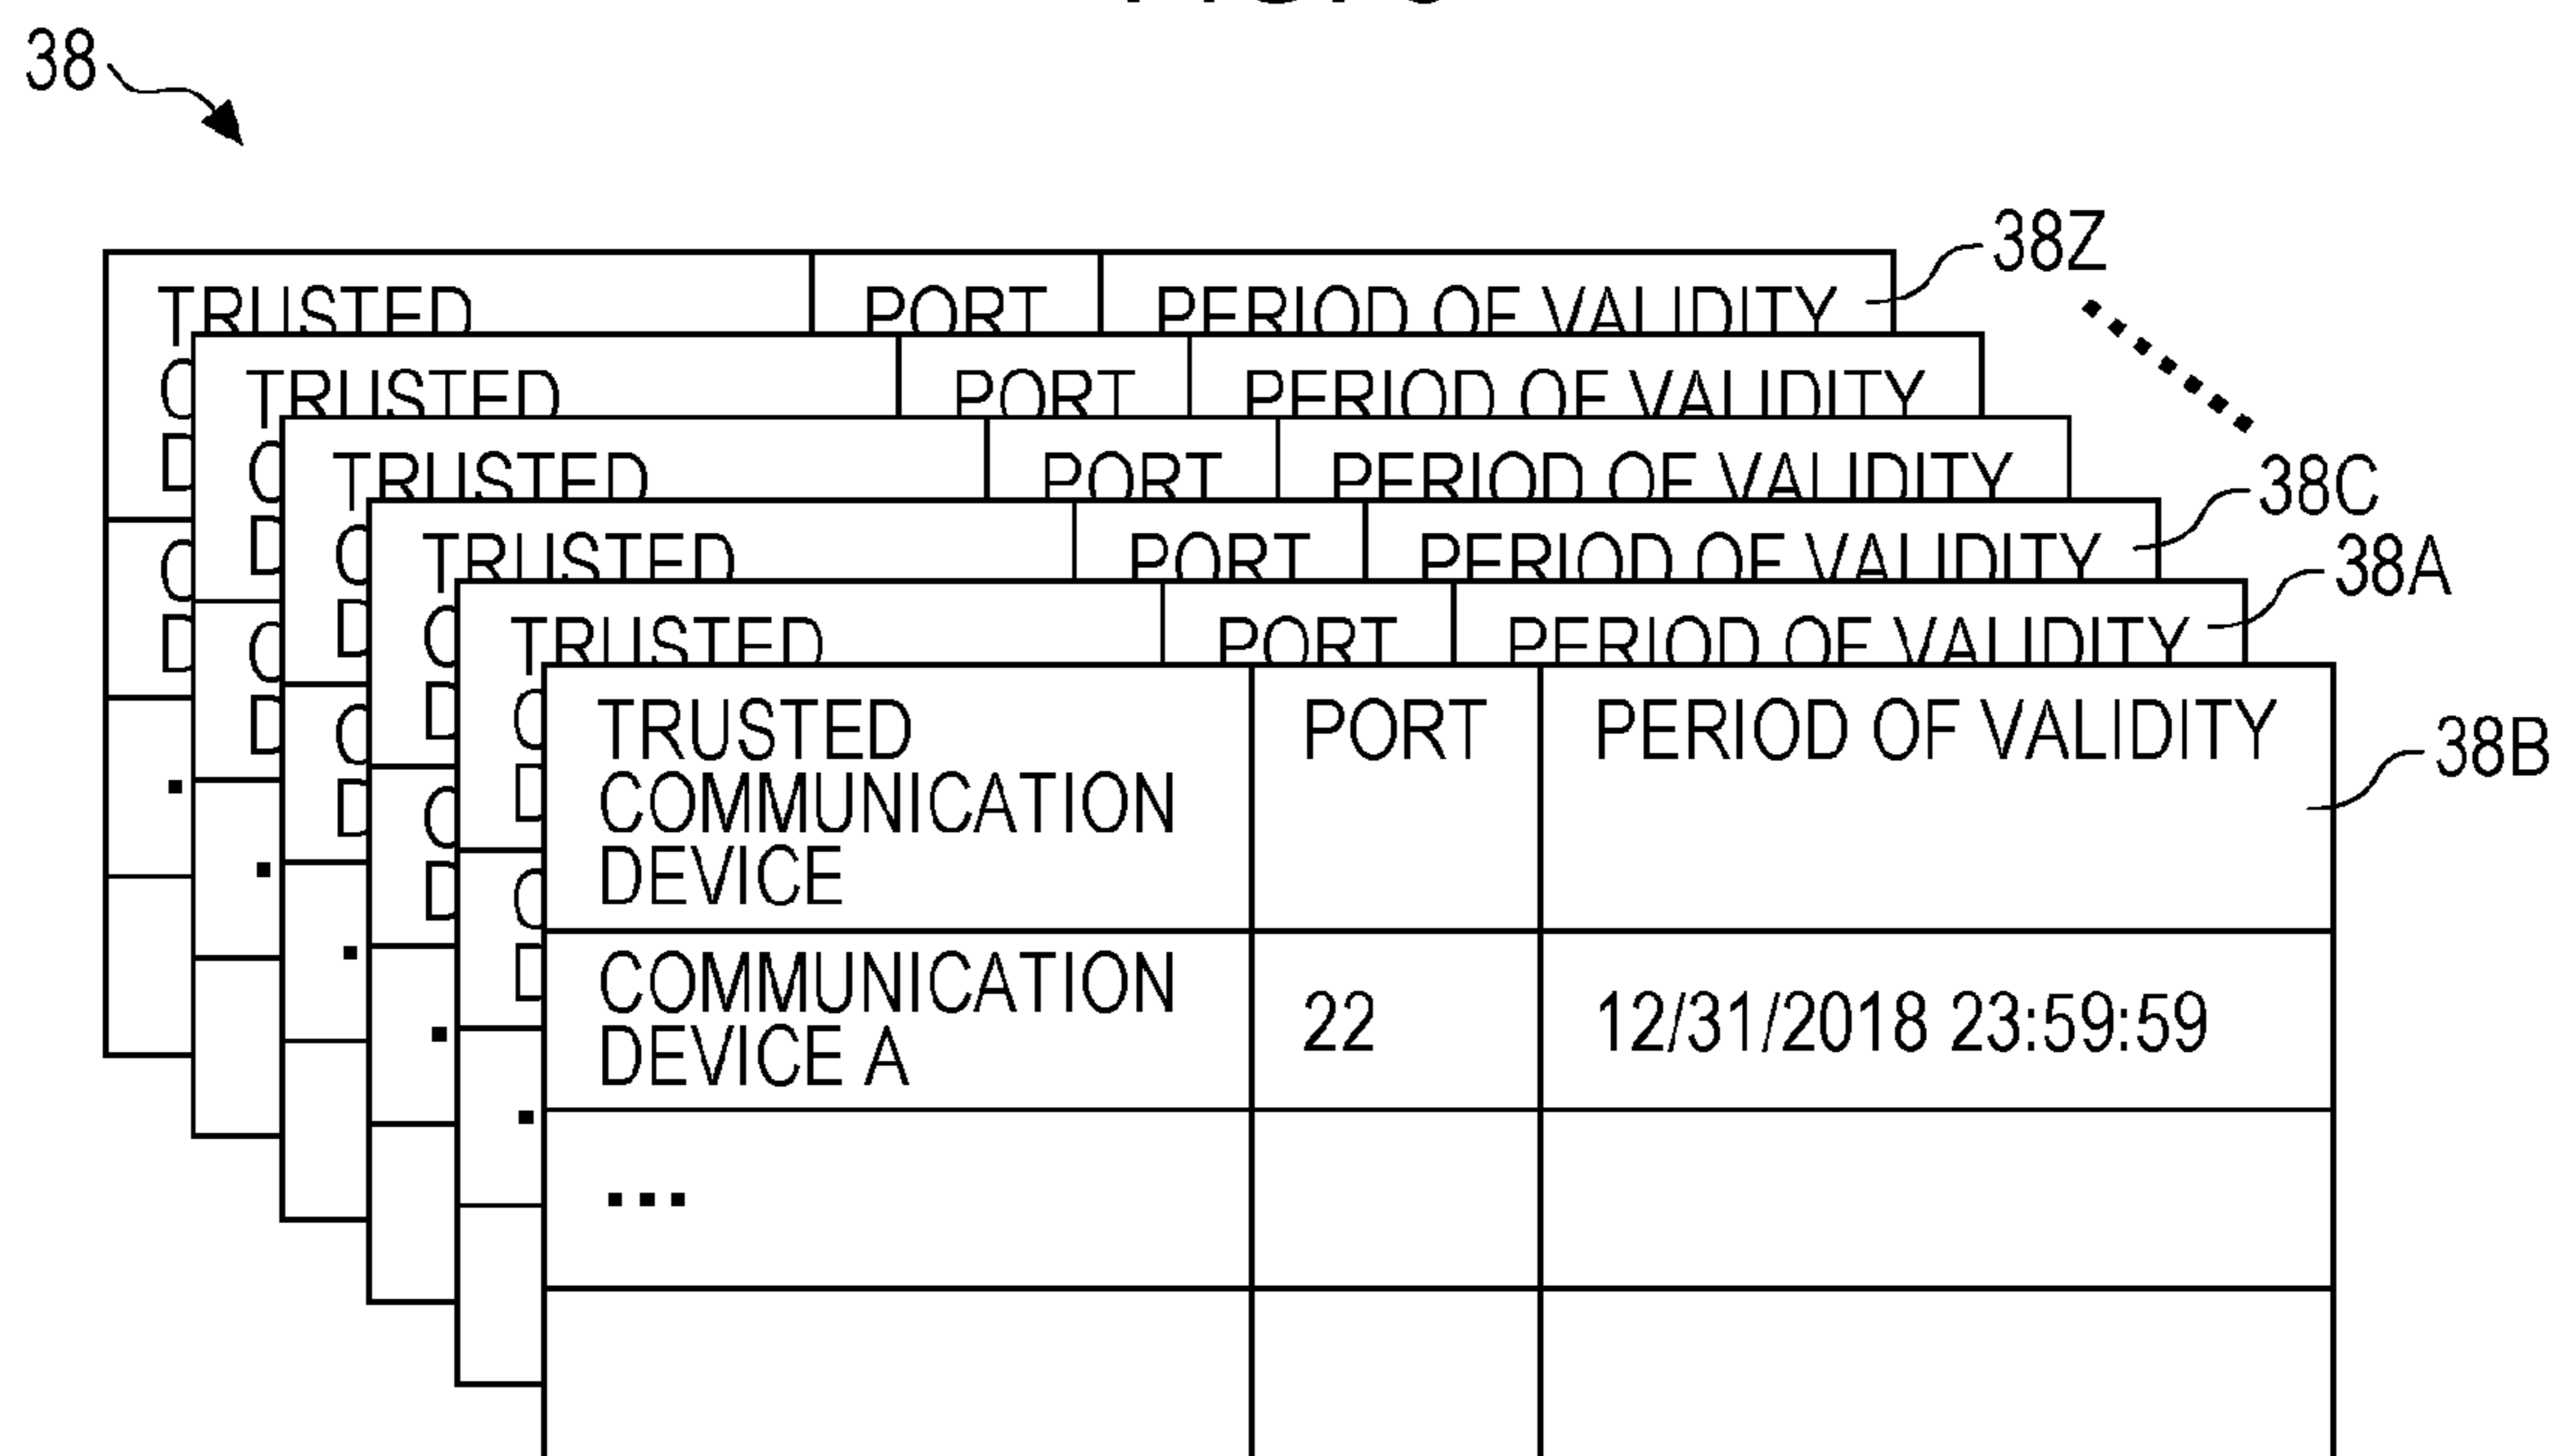 38
38Z
TRUSTED PORT PERIOD OF VALIDITY
TRUSTED PORT PERIOD OF VALIDITY
TRUSTED PORT PERIOD OF VALIDITY
38C
TRUSTED PORT PERIOD OF VALIDITY
38A
TRUSTED PORT PERIOD OF VALIDITY
38B
TRUSTED
COMMUNICATION
DEVICE
PORT
PERIOD OF VALIDITY
COMMUNICATION
DEVICE A
22
12/31/2018 23:59:59
...